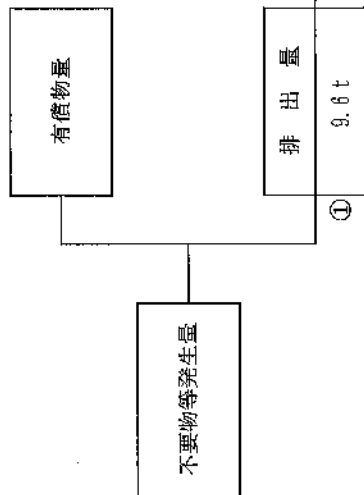 不要物等発生量
有償物量
排出量
①
9.6t